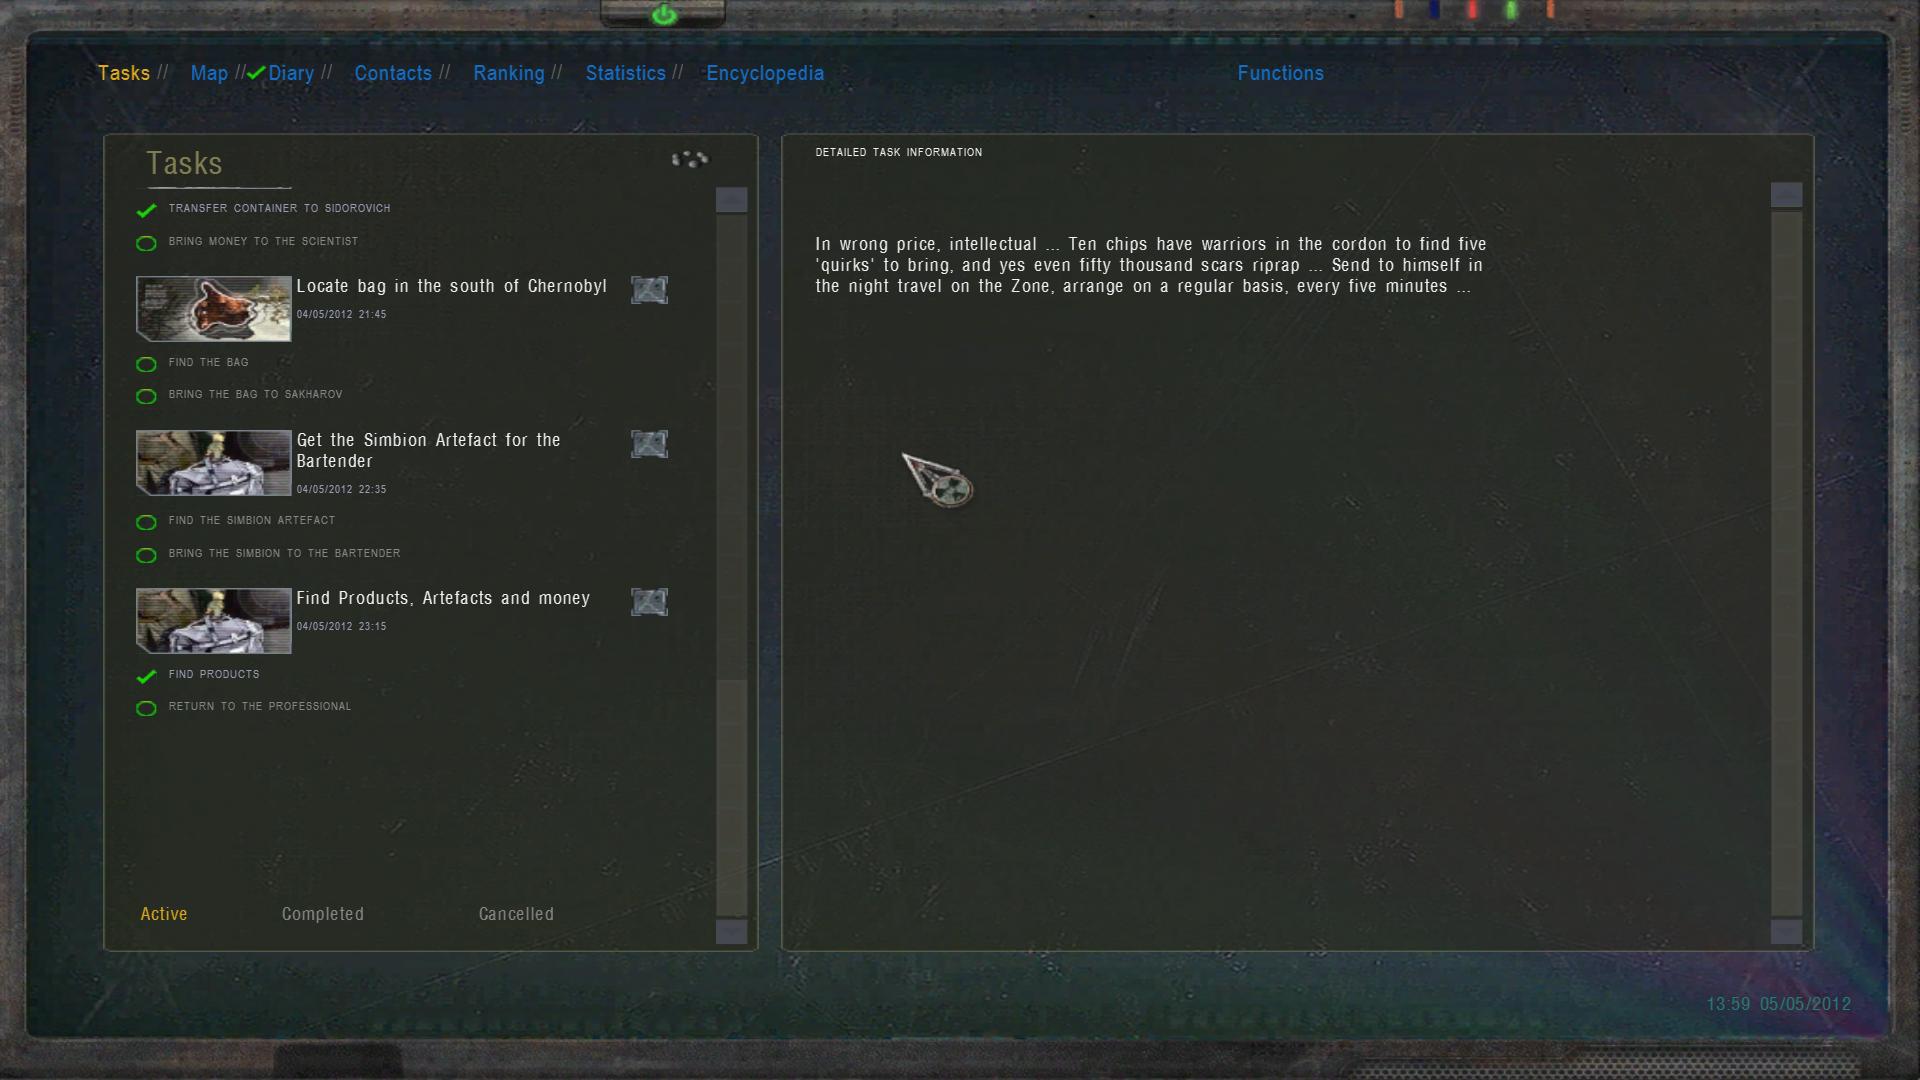 Tasks // Map // Diary // Contacts // Ranking // Statistics // Encyclopedia
Functions
Tasks
TRANSFER CONTAINER TO SIDOROVICH
BRING MONEY TO THE SCIENTIST
Locate bag in the south of Chernobyl
04/05/2012 21:45
FIND THE BAG
BRING THE BAG TO SAKHAROV
Get the Simbion Artefact for the
Bartender
04/05/2012 22:35
FIND THE SIMBION ARTEFACT
BRING THE SIMBION TO THE BARTENDER
Find Products, Artefacts and money
04/05/2012 23:15
FIND PRODUCTS
RETURN TO THE PROFESSIONAL
Active
Completed
Cancelled
DETAILED TASK INFORMATION
In wrong price, intellectual ... Ten chips have warriors in the cordon to find five
'quirks' to bring, and yes even fifty thousand scars riprap ... Send to himself in
the night travel on the Zone, arrange on a regular basis, every five minutes ...
13:59 05/05/2012